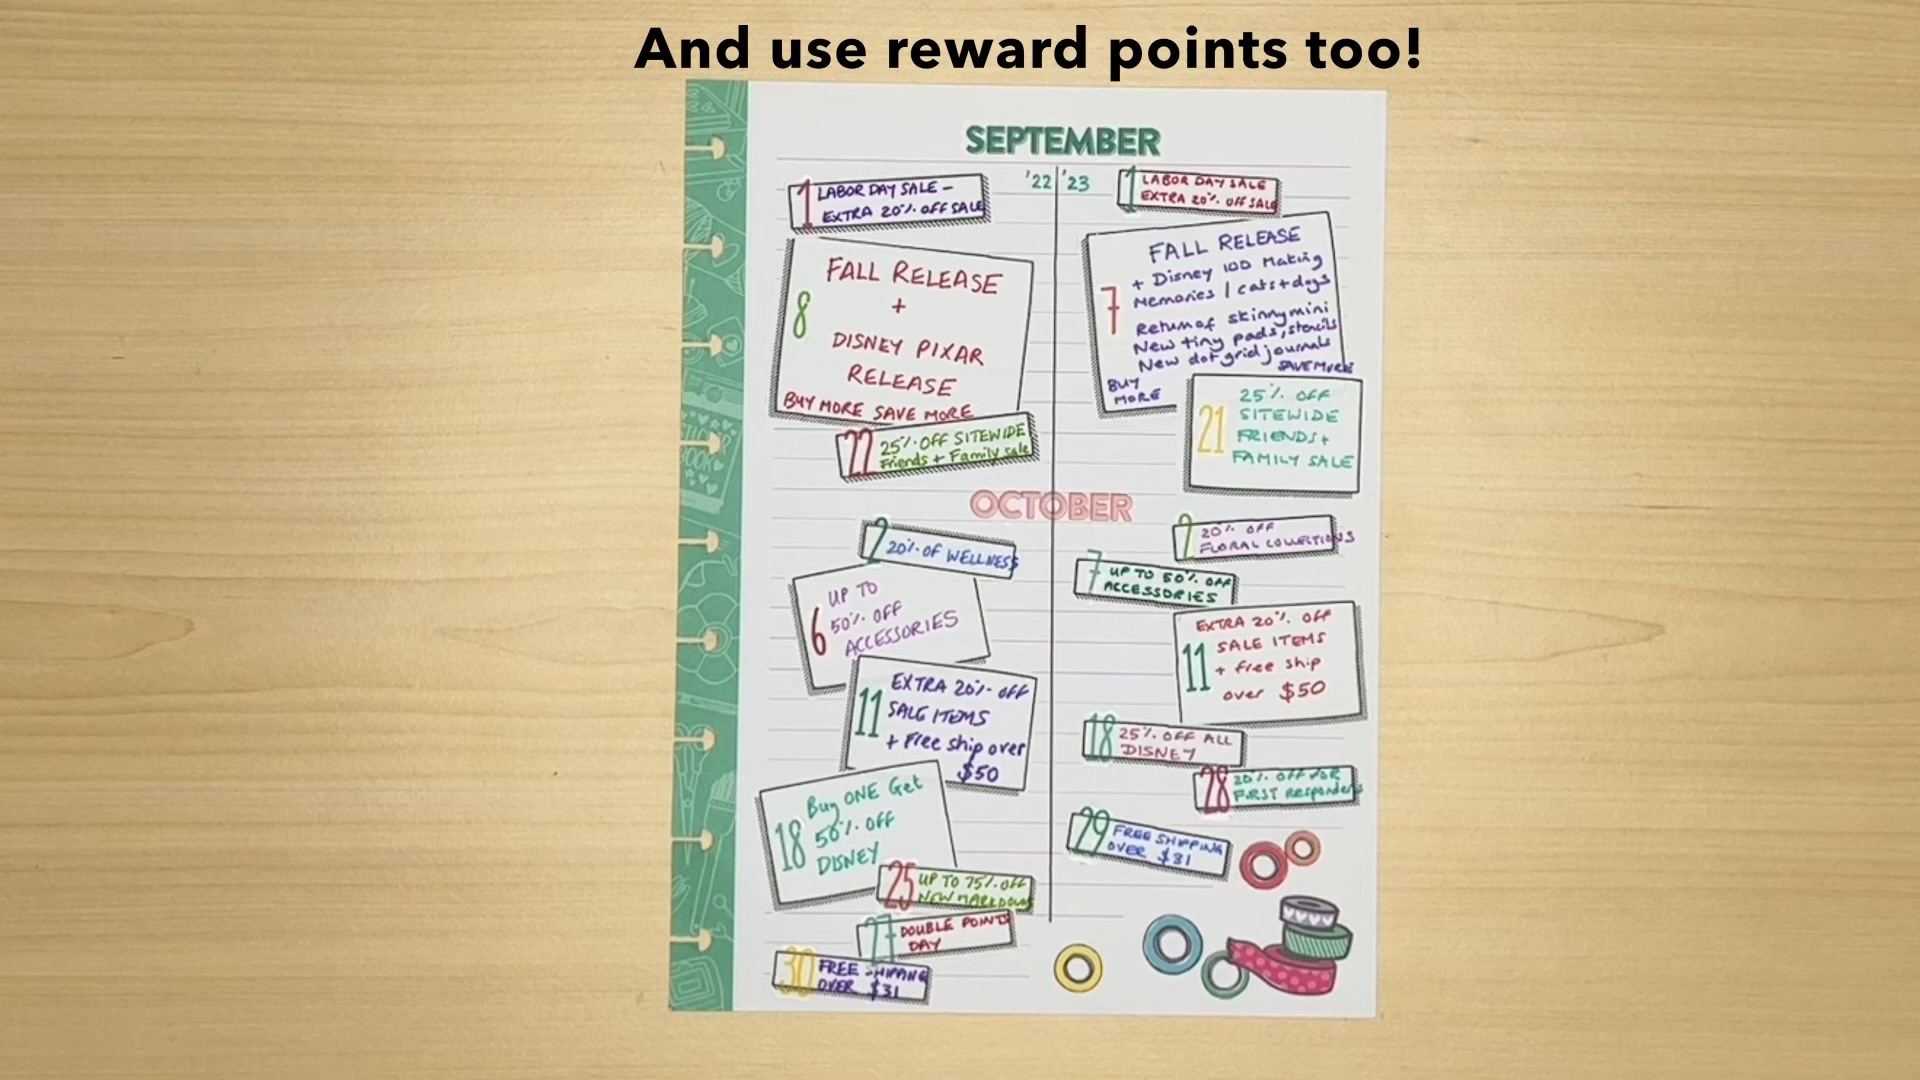 And use reward points too!
SEPTEMBER
'22 '23
1 LABOR DAY SALE -
EXTRA 20% OFF SALE
8 FALL RELEASE
+
DISNEY PIXAR
RELEASE
BUY MORE SAVE MORE
22 25% OFF SITEWIDE
Friends + Family Sale
1 LABOR DAY SALE
EXTRA 20% OFF SALE
7 FALL RELEASE
+ Disney 100 Making
Memories / cats + dogs
Return of skinny mini
New tiny pads, stencils
New dot grid journals
BUY
MORE
SAVE MORE
21 25% OFF
SITEWIDE
FRIENDS +
FAMILY SALE
OCTOBER
2 20% OF WELLNESS
6 UP TO
50% OFF
ACCESSORIES
11 EXTRA 20% OFF
SALE ITEMS
+ Free ship over
$50
18 Buy ONE Get
50% OFF
DISNEY
25 UP TO 75% OFF
NEW MARKDOWNS
27 DOUBLE POINTS
DAY
30 FREE SHIPPING
OVER $31
2 20% OFF
FLORAL COLLECTIONS
7 UP TO 50% OFF
ACCESSORIES
11 EXTRA 20% OFF
SALE ITEMS
+ free ship
over $50
18 25% OFF ALL
DISNEY
28 20% OFF FOR
FIRST Responders
29 FREE SHIPPING
OVER $31